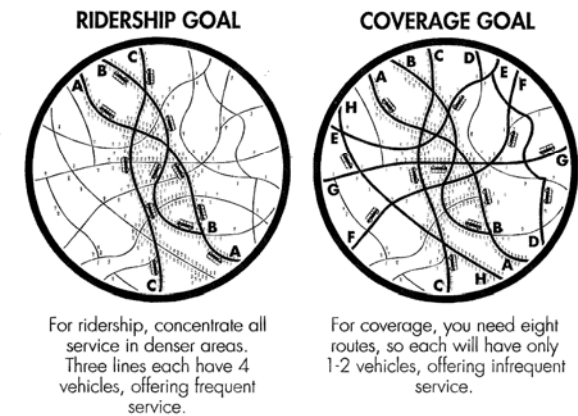 RIDERSHIP GOAL
A
B
C
B
A
C
For ridership, concentrate all
service in denser areas.
Three lines each have 4
vehicles, offering frequent
service.
COVERAGE GOAL
H
A
B
C
D
E
F
E
G
G
F
B
D
A
H
C
For coverage, you need eight
routes, so each will have only
1-2 vehicles, offering infrequent
service.